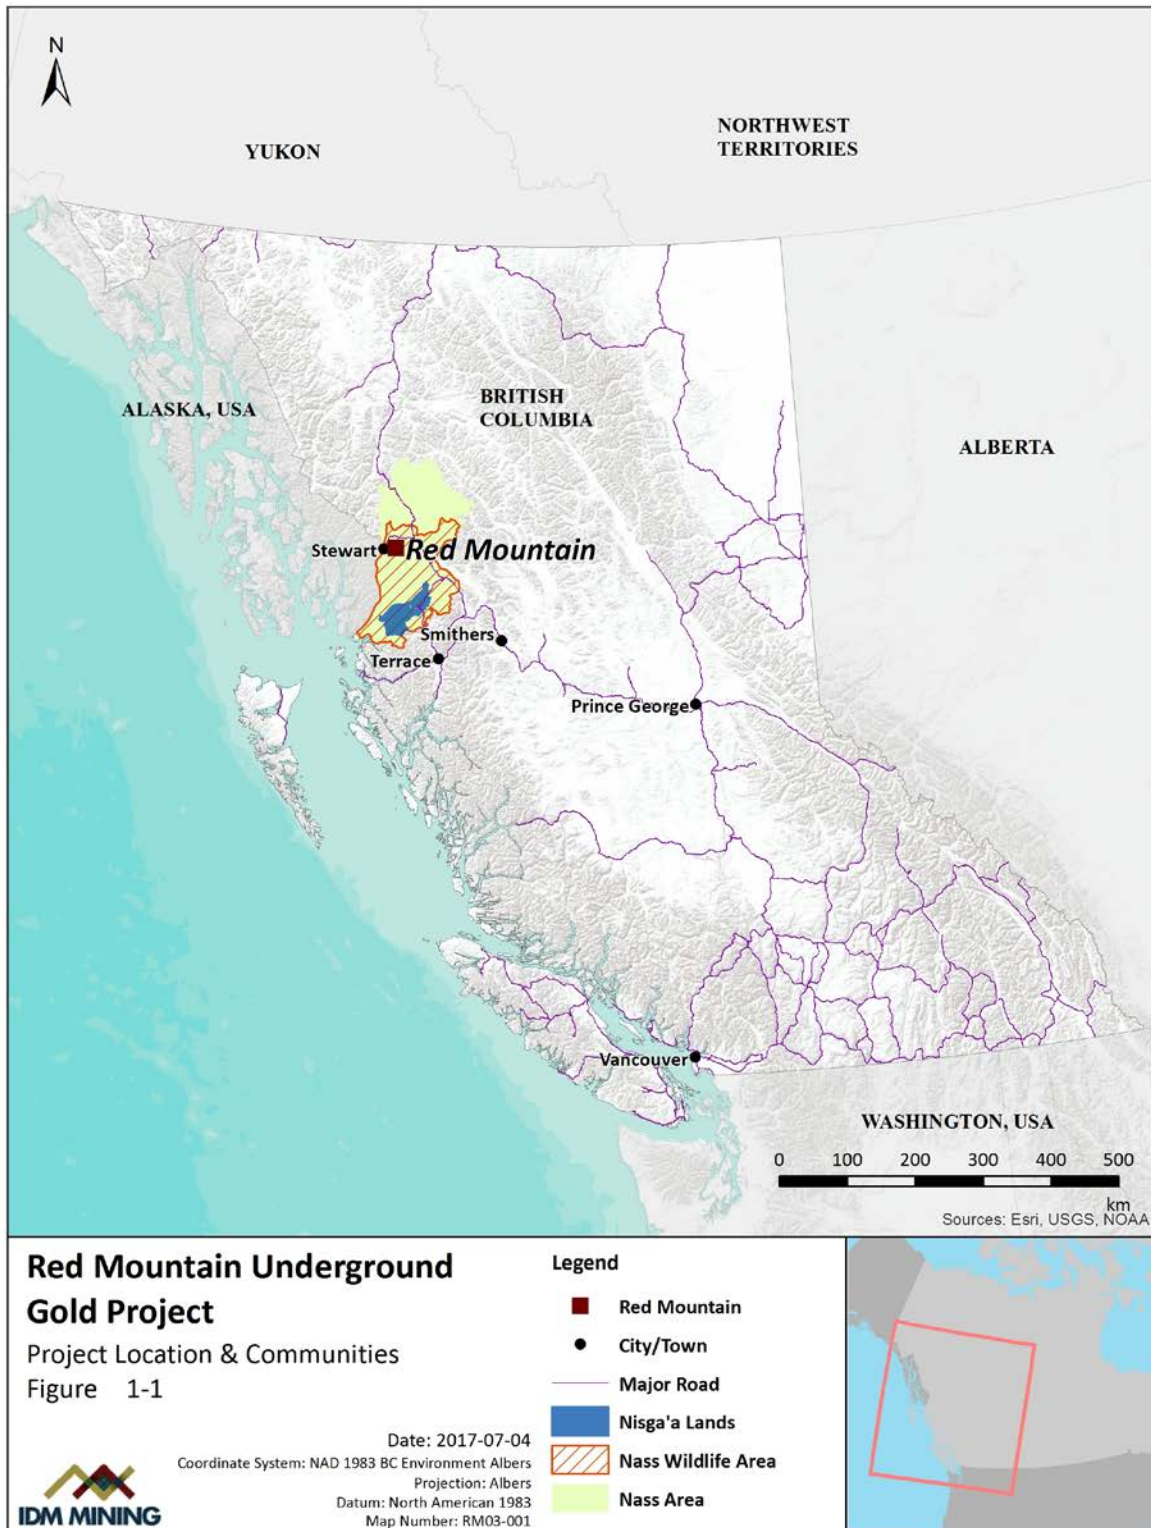 N
YUKON
NORTHWEST
TERRITORIES
BRITISH
COLUMBIA
ALASKA, USA
ALBERTA
Stewart
Red Mountain
Smithers
Terrace
Prince George
Vancouver
WASHINGTON, USA
0 100 200 300 400 500
km
Sources: Esri, USGS, NOAA
Red Mountain Underground
Gold Project
Project Location & Communities
Figure 1-1
Date: 2017-07-04
Coordinate System: NAD 1983 BC Environment Albers
Projection: Albers
Datum: North American 1983
Map Number: RM03-001
IDM MINING
Legend
Red Mountain
City/Town
Major Road
Nisga'a Lands
Nass Wildlife Area
Nass Area